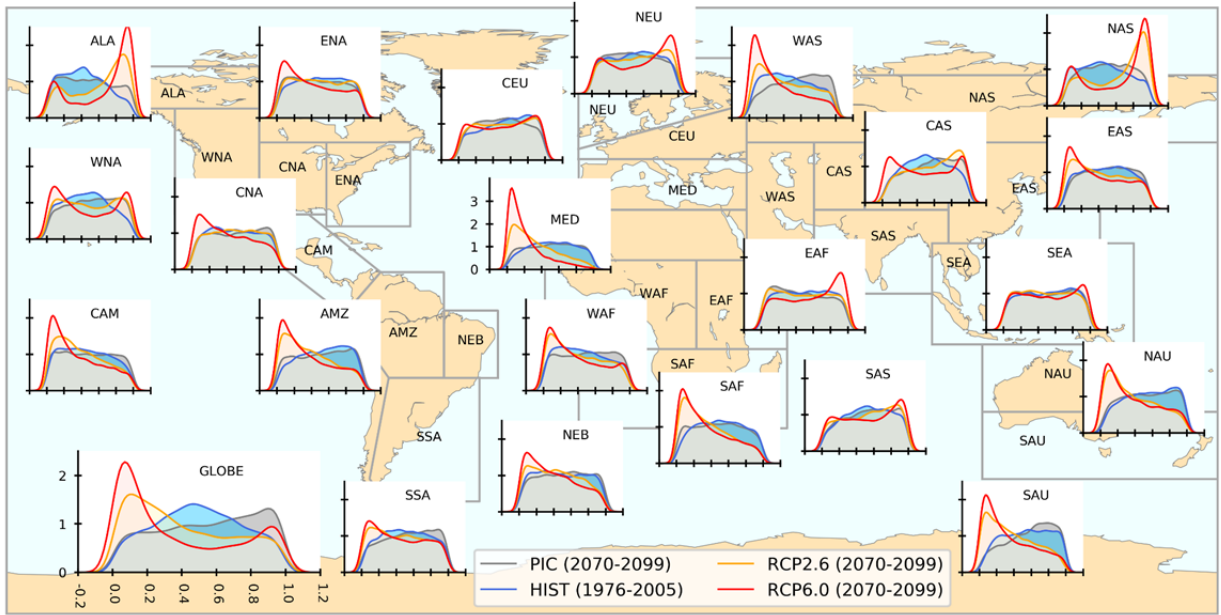 NEU
ALA
ENA
WAS
NAS
CEU
ALA
NAS
NEU
CEU
CAS
EAS
WNA
WNA
CNA
ENA
CAS
MED
WAS
EAS
CNA
MED
3
2
1
0
CAM
SAS
EAF
SEA
SEA
WAF
EAF
CAM
AMZ
WAF
AMZ
NEB
SAF
SAF
SAS
NAU
NAU
NEB
SSA
SAU
GLOBE
2
1
0
-0.2
0.0
0.2
0.4
0.6
0.8
1.0
1.2
SSA
SAU
PIC (2070-2099)
HIST (1976-2005)
RCP2.6 (2070-2099)
RCP6.0 (2070-2099)